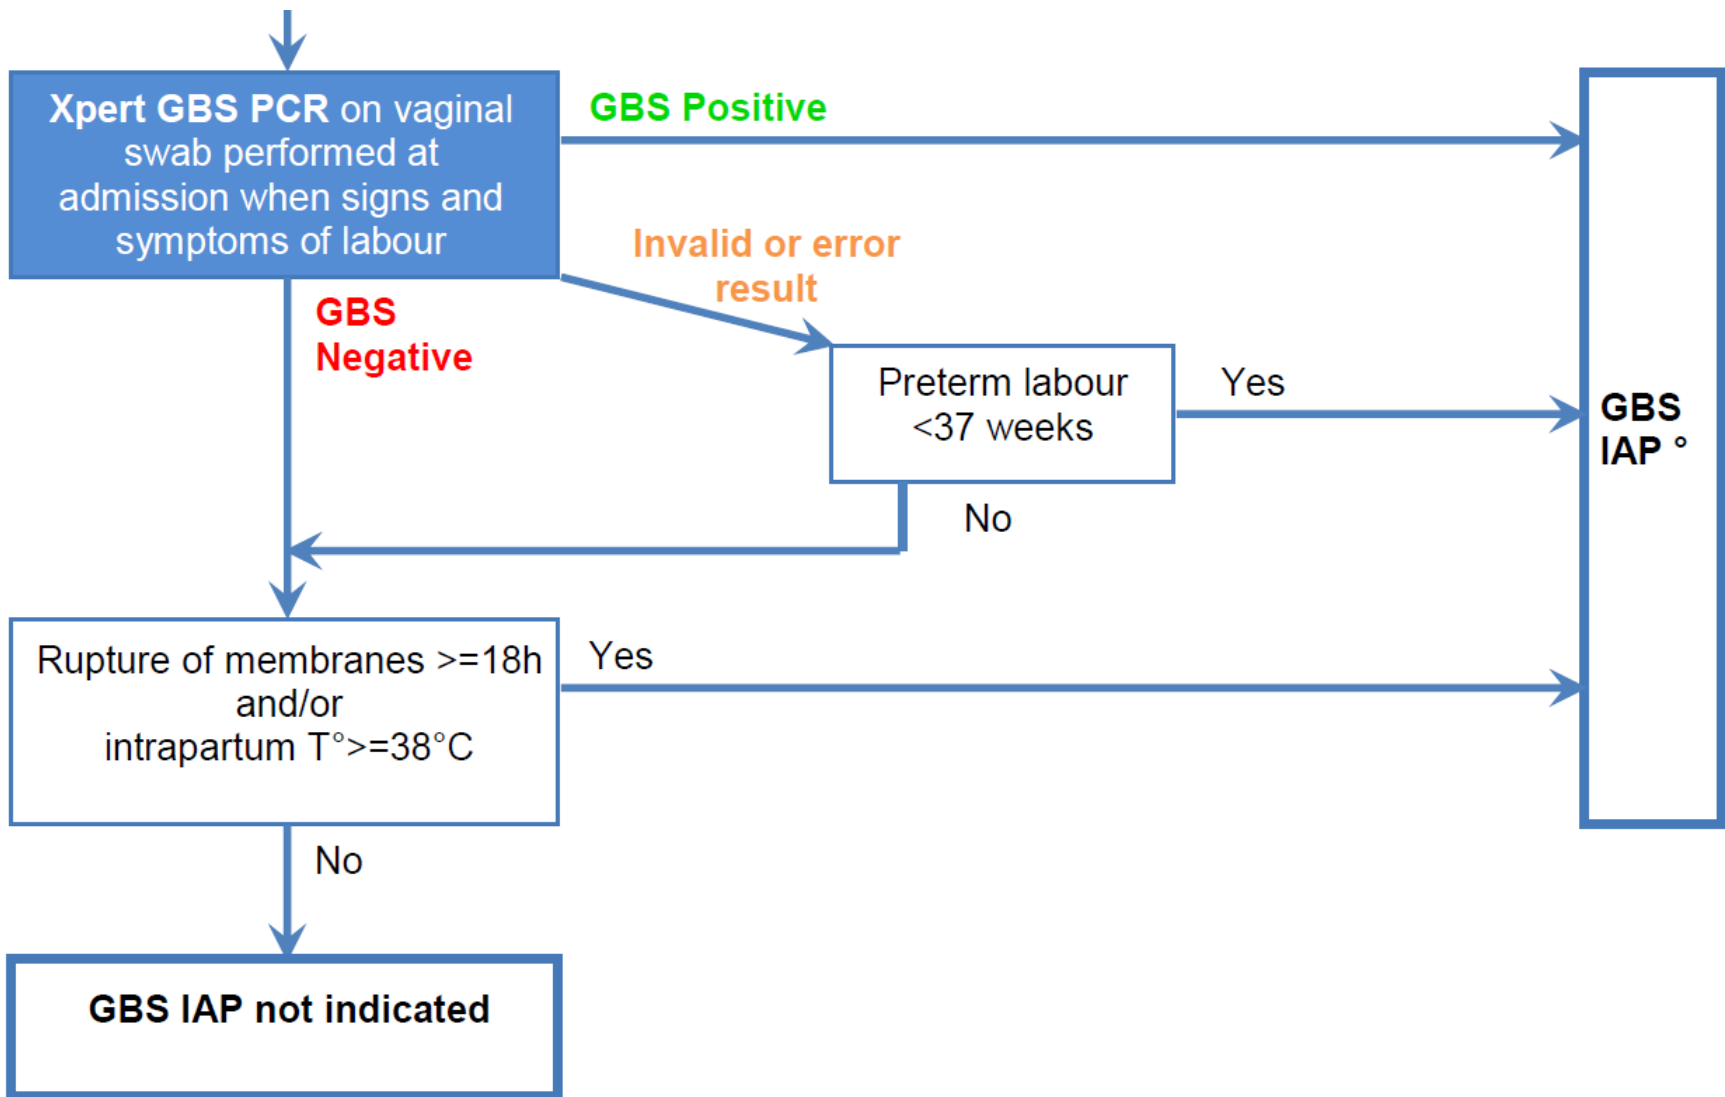 Xpert GBS PCR on vaginal
swab performed at
admission when signs and
symptoms of labour
GBS Positive
Invalid or error
result
GBS
Negative
Preterm labour
<37 weeks
Yes
GBS
IAP °
No
Rupture of membranes >=18h
and/or
intrapartum T°>=38°C
Yes
No
GBS IAP not indicated